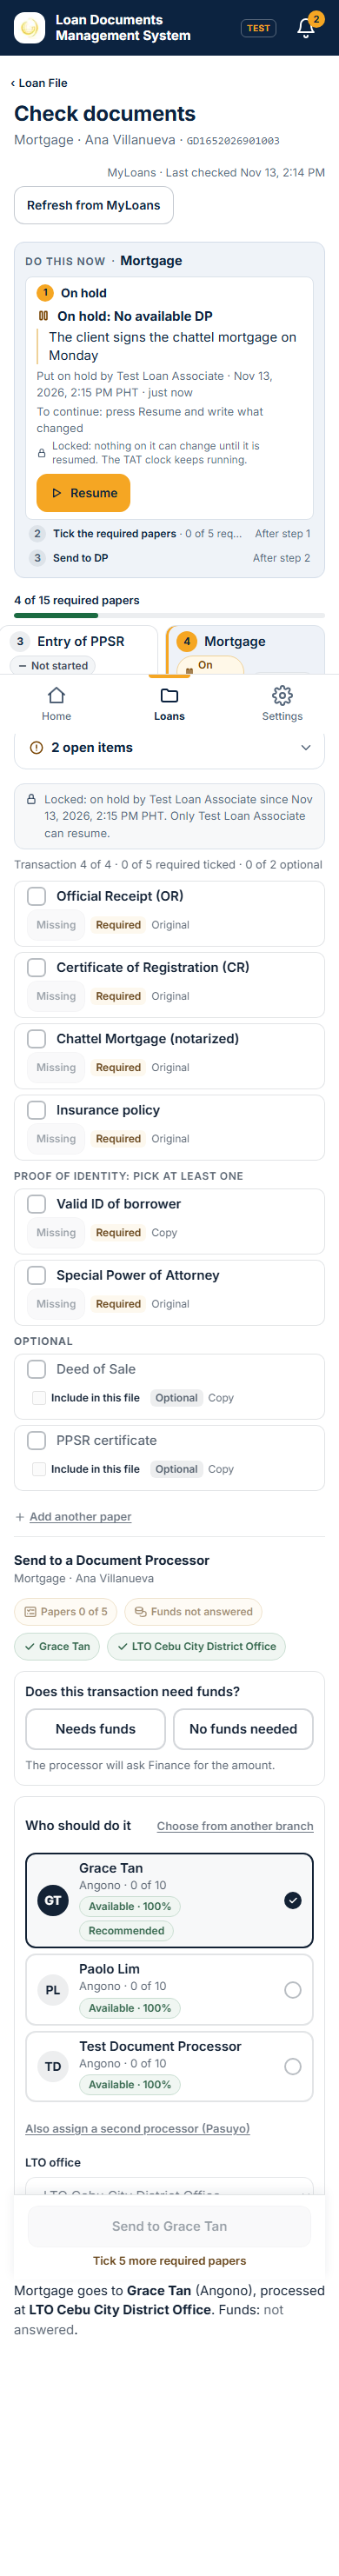 Loan Documents
Management System
TEST
2
‹ Loan File
Check documents
Mortgage · Ana Villanueva · GD1652026901003
MyLoans · Last checked Nov 13, 2:14 PM
Refresh from MyLoans
DO THIS NOW · Mortgage
1 On hold
On hold: No available DP
The client signs the chattel mortgage on
Monday
Put on hold by Test Loan Associate · Nov 13,
2026, 2:15 PM PHT · just now
To continue: press Resume and write what
changed
Locked: nothing on it can change until it is
resumed. The TAT clock keeps running.
Resume
2 Tick the required papers · 0 of 5 req... After step 1
3 Send to DP After step 2
4 of 15 required papers
3 Entry of PPSR
Not started
4 Mortgage
On
Home
Loans
Settings
2 open items
Locked: on hold by Test Loan Associate since Nov
13, 2026, 2:15 PM PHT. Only Test Loan Associate
can resume.
Transaction 4 of 4 · 0 of 5 required ticked · 0 of 2 optional
Official Receipt (OR)
Missing Required Original
Certificate of Registration (CR)
Missing Required Original
Chattel Mortgage (notarized)
Missing Required Original
Insurance policy
Missing Required Original
PROOF OF IDENTITY: PICK AT LEAST ONE
Valid ID of borrower
Missing Required Copy
Special Power of Attorney
Missing Required Original
OPTIONAL
Deed of Sale
Include in this file Optional Copy
PPSR certificate
Include in this file Optional Copy
+ Add another paper
Send to a Document Processor
Mortgage · Ana Villanueva
Papers 0 of 5
Funds not answered
Grace Tan
LTO Cebu City District Office
Does this transaction need funds?
Needs funds
No funds needed
The processor will ask Finance for the amount.
Who should do it
Choose from another branch
GT
Grace Tan
Angono · 0 of 10
Available · 100%
Recommended
PL
Paolo Lim
Angono · 0 of 10
Available · 100%
TD
Test Document Processor
Angono · 0 of 10
Available · 100%
Also assign a second processor (Pasuyo)
LTO office
LTO Cebu City District Office
Send to Grace Tan
Tick 5 more required papers
Mortgage goes to Grace Tan (Angono), processed
at LTO Cebu City District Office. Funds: not
answered.